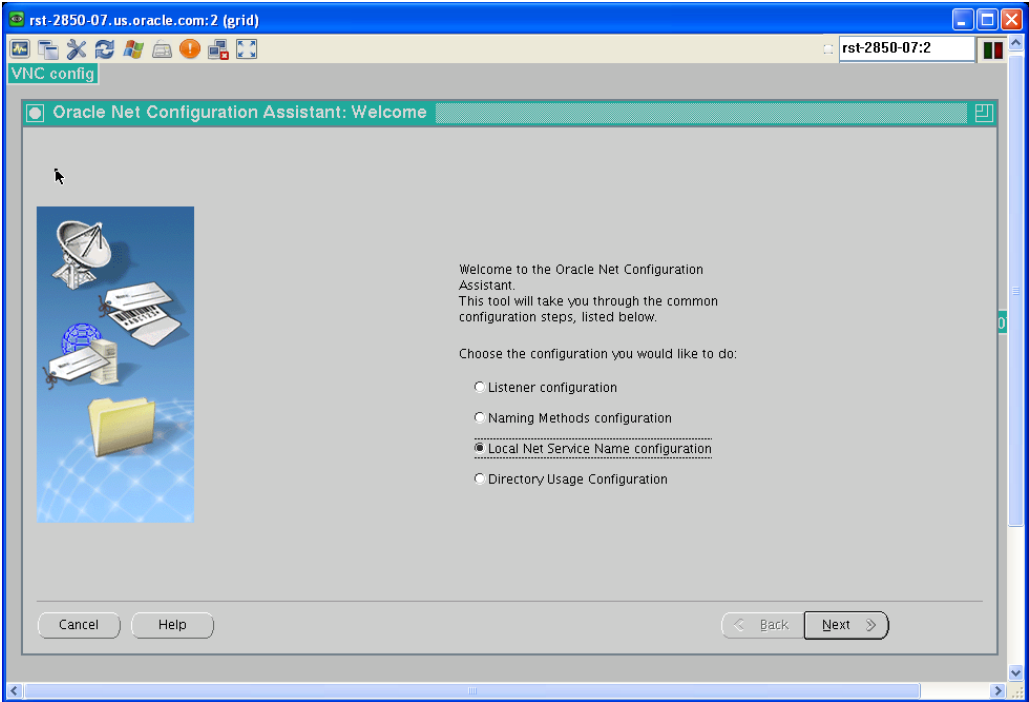 rst-2850-07.us.oracle.com:2 (grid)
rst-2850-07:2
VNC config
Oracle Net Configuration Assistant: Welcome
Welcome to the Oracle Net Configuration
Assistant.
This tool will take you through the common
configuration steps, listed below.
Choose the configuration you would like to do:
Listener configuration
Naming Methods configuration
Local Net Service Name configuration
Directory Usage Configuration
Cancel
Help
Back
Next